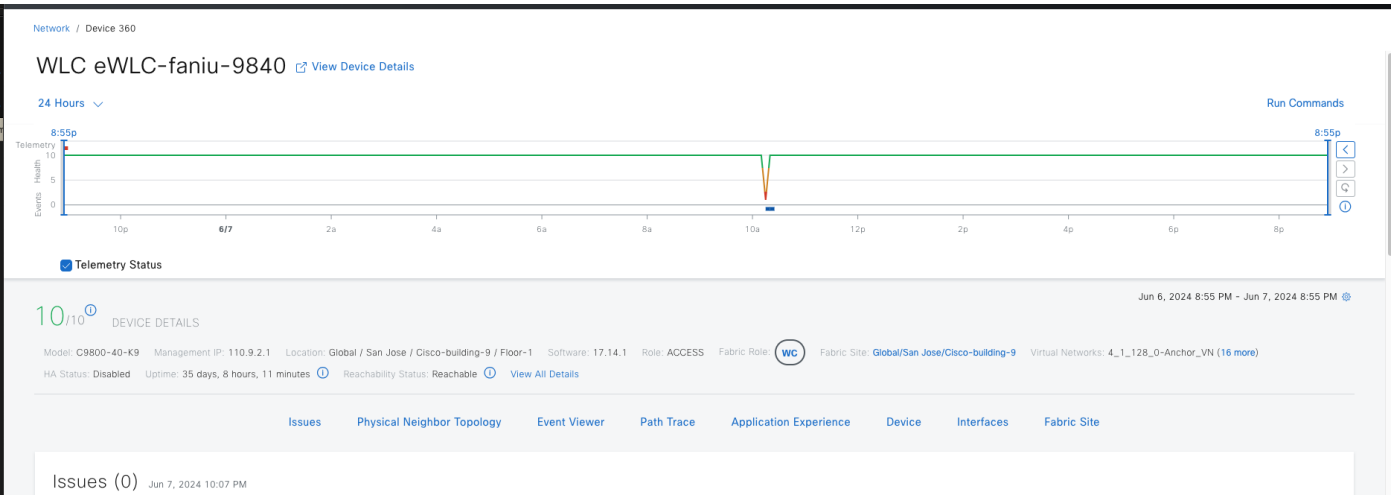 Network / Device 360
WLC eWLC-faniu-9840 View Device Details
24 Hours
Run Commands
8:55p
8:55p
Telemetry
Health
Events
10
5
0
10p
6/7
2a
4a
6a
8a
10a
12p
2p
4p
6p
8p
Telemetry Status
Jun 6, 2024 8:55 PM - Jun 7, 2024 8:55 PM
10/10 DEVICE DETAILS
Model: C9800-40-K9 Management IP: 110.9.2.1 Location: Global / San Jose / Cisco-building-9 / Floor-1 Software: 17.14.1 Role: ACCESS Fabric Role: WC Fabric Site: Global/San Jose/Cisco-building-9 Virtual Networks: 4_1_128_0-Anchor_VN (16 more)
HA Status: Disabled Uptime: 35 days, 8 hours, 11 minutes Reachability Status: Reachable View All Details
Issues Physical Neighbor Topology Event Viewer Path Trace Application Experience Device Interfaces Fabric Site
Issues (0) Jun 7, 2024 10:07 PM